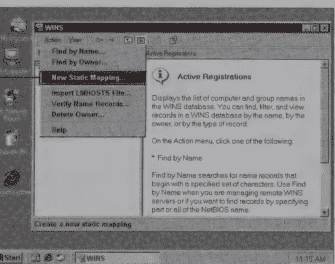 WINS
Action View
Find by Name...
Find by Owner...
New Static Mapping...
Import LMHOSTS File...
Verify Name Records...
Delete Owner...
Help
Active Registrations
Active Registrations
Displays the list of computer and group names
in the WINS database. You can find, filter, and view
records in a WINS database by the name, by the
owner, or by the type of record.
On the Action menu, click one of the following:
* Find by Name
Find by Name searches for name records that
begin with a specified set of characters. Use Find
by Name when you are managing remote WINS
servers or if you want to find records by specifying
part or all of the NetBIOS name.
Create a new static mapping
Start
WINS
11:15 AM